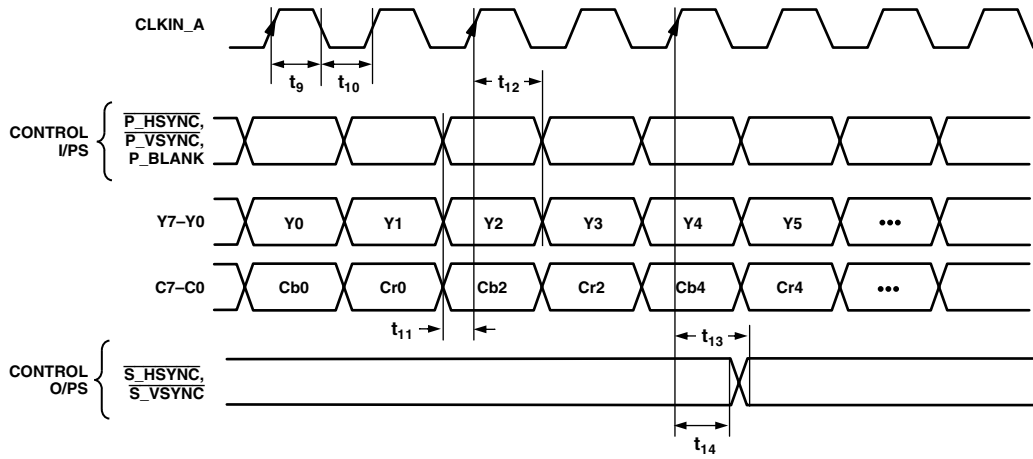 CLKIN_A
t9
t10
t12
CONTROL
I/PS
P_HSYNC,
P_VSYNC,
P_BLANK
Y7–Y0
Y0
Y1
Y2
Y3
Y4
Y5
•••
C7–C0
Cb0
Cr0
Cb2
Cr2
Cb4
Cr4
•••
t11
t13
CONTROL
O/PS
S_HSYNC,
S_VSYNC
t14